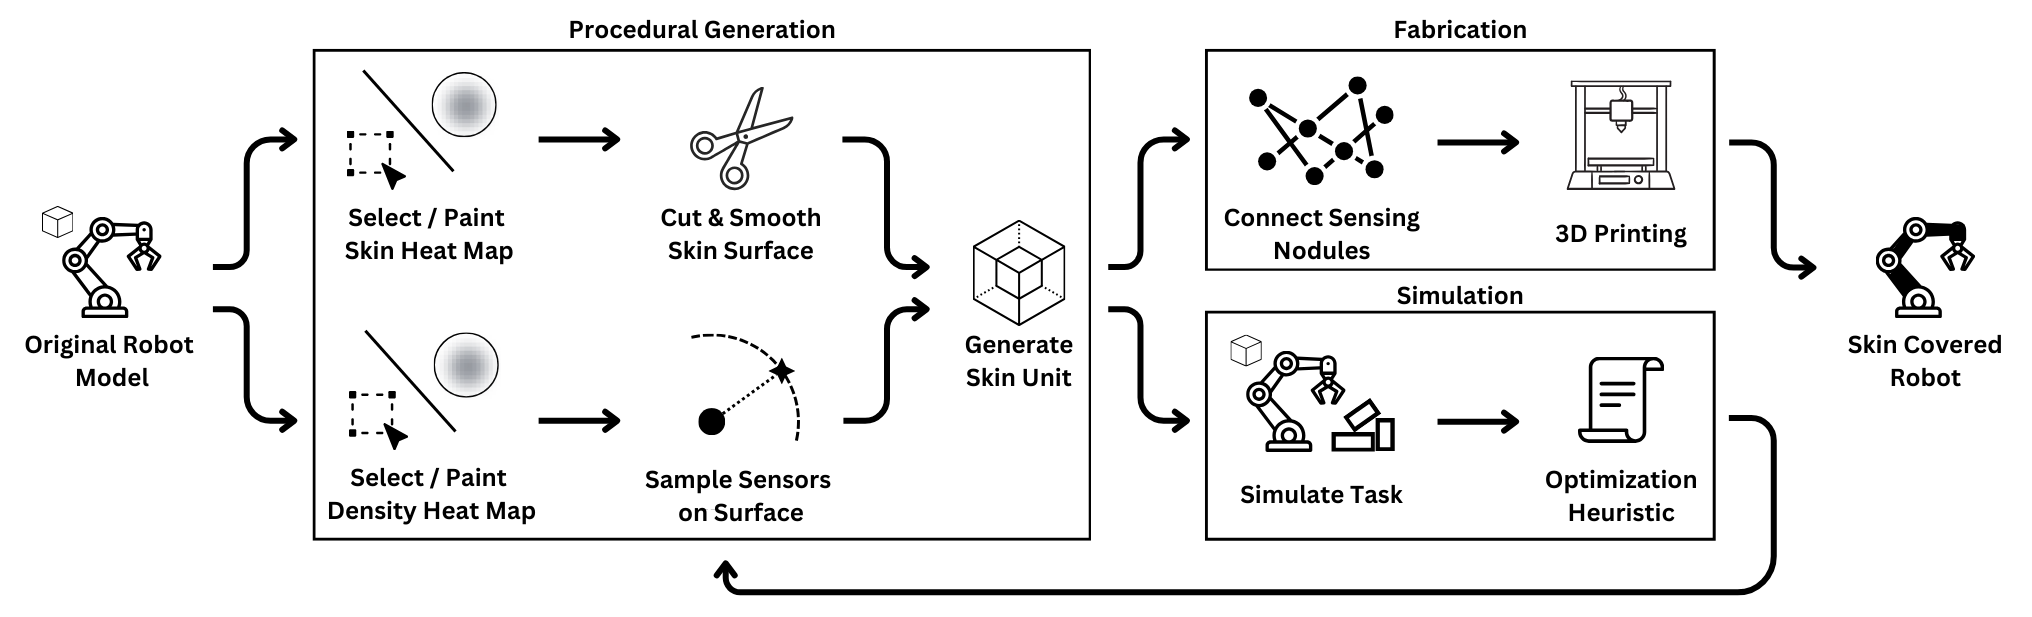 Procedural Generation
Fabrication
Original Robot
Model
Select / Paint
Skin Heat Map
Cut & Smooth
Skin Surface
Select / Paint
Density Heat Map
Sample Sensors
on Surface
Generate
Skin Unit
Connect Sensing
Nodules
3D Printing
Simulation
Simulate Task
Optimization
Heuristic
Skin Covered
Robot